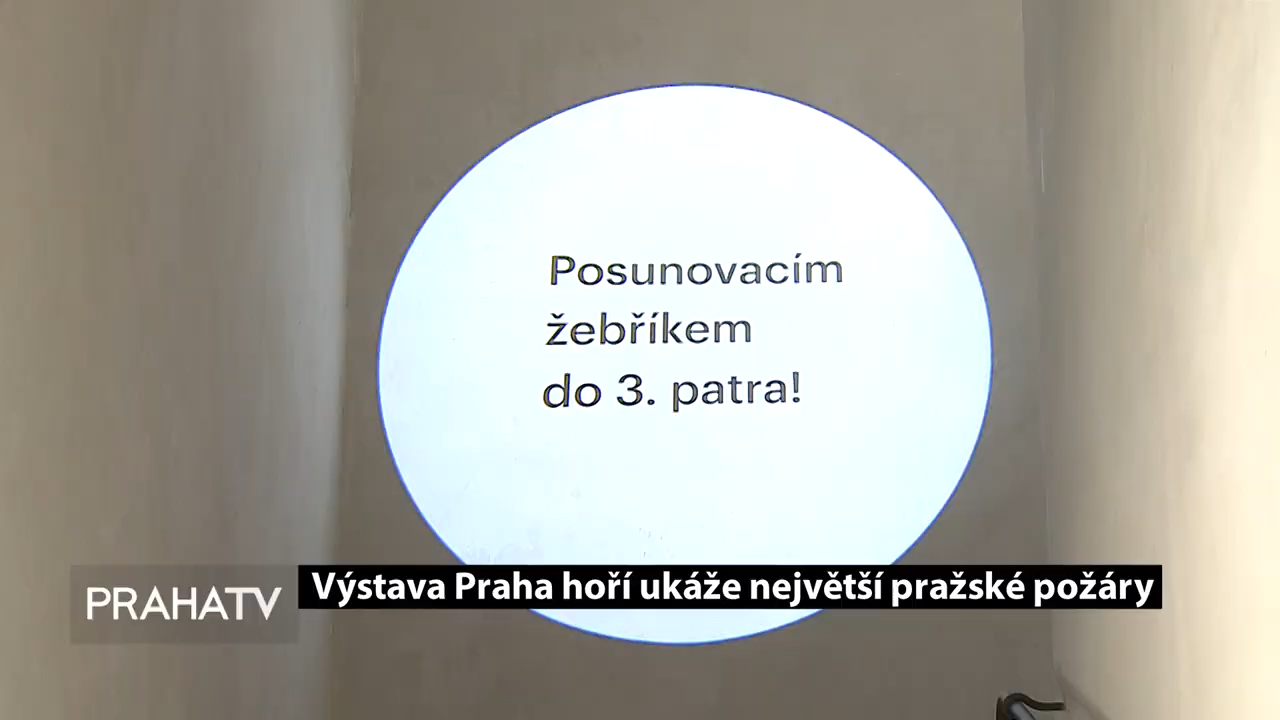 Posunovacím
žebříkem
do 3. patra!
PRAHATV
Výstava Praha hoří ukáže největší pražské požáry